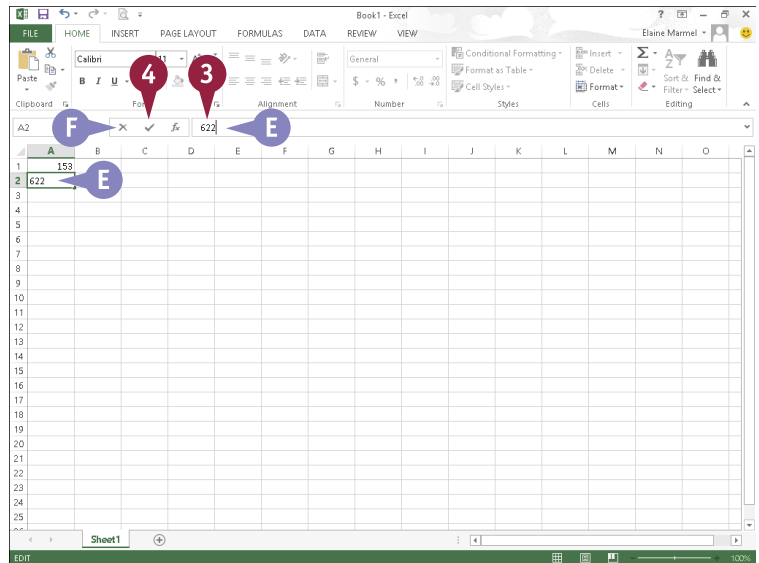 Book1 - Excel
?
FILE HOME INSERT PAGE LAYOUT FORMULAS DATA REVIEW VIEW Elaine Marmel
Calibri 11 General Conditional Formatting Insert Σ A Z
Paste B I U Format as Table Delete Sort & Find &
$ % , Cell Styles Format Filter Select
Clipboard Alignment Number Styles Cells Editing
4 3
A2 F fx 622 E
A B C D E F G H I J K L M N O
1 153
2 622 E
3
4
5
6
7
8
9
10
11
12
13
14
15
16
17
18
19
20
21
22
23
24
25
Sheet1
EDIT 100%